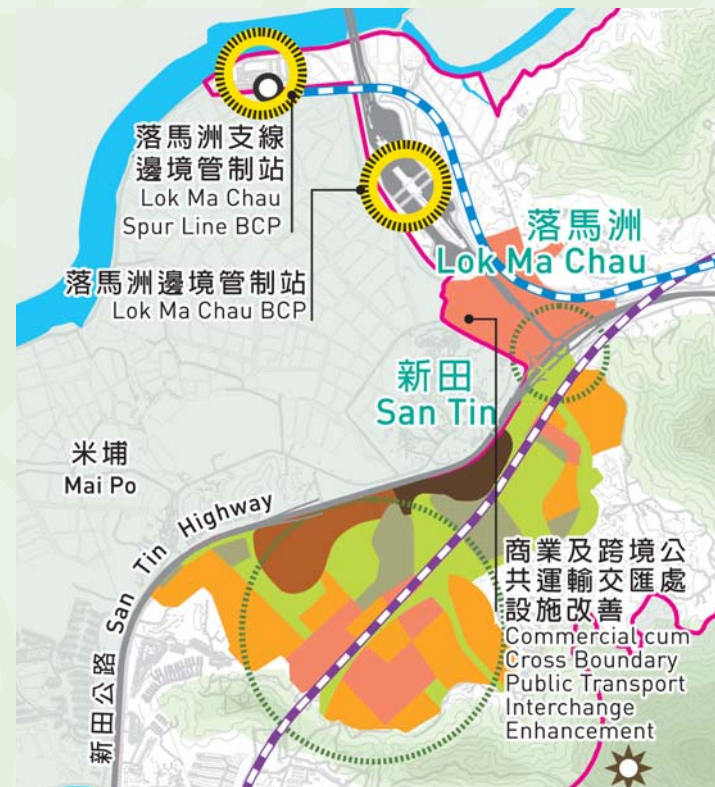 落馬洲支線
邊境管制站
Lok Ma Chau
Spur Line BCP
落馬洲
Lok Ma Chau
落馬洲邊境管制站
Lok Ma Chau BCP
新田
San Tin
米埔
Mai Po
新田公路 San Tin Highway
商業及跨境公
共運輸交匯處
設施改善
Commercial cum
Cross Boundary
Public Transport
Interchange
Enhancement